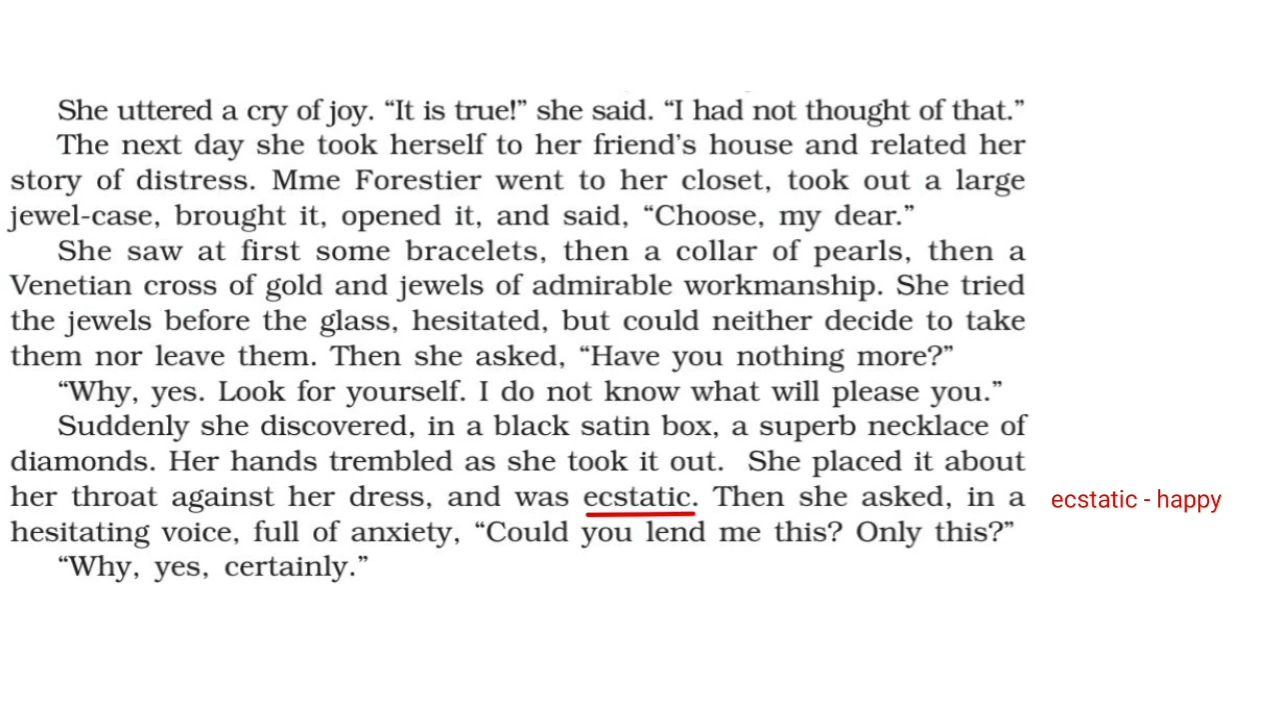 She uttered a cry of joy. “It is true!” she said. “I had not thought of that.”
The next day she took herself to her friend’s house and related her
story of distress. Mme Forestier went to her closet, took out a large
jewel-case, brought it, opened it, and said, “Choose, my dear.”
She saw at first some bracelets, then a collar of pearls, then a
Venetian cross of gold and jewels of admirable workmanship. She tried
the jewels before the glass, hesitated, but could neither decide to take
them nor leave them. Then she asked, “Have you nothing more?”
“Why, yes. Look for yourself. I do not know what will please you.”
Suddenly she discovered, in a black satin box, a superb necklace of
diamonds. Her hands trembled as she took it out. She placed it about
her throat against her dress, and was ecstatic. Then she asked, in a
ecstatic - happy
hesitating voice, full of anxiety, “Could you lend me this? Only this?”
“Why, yes, certainly.”